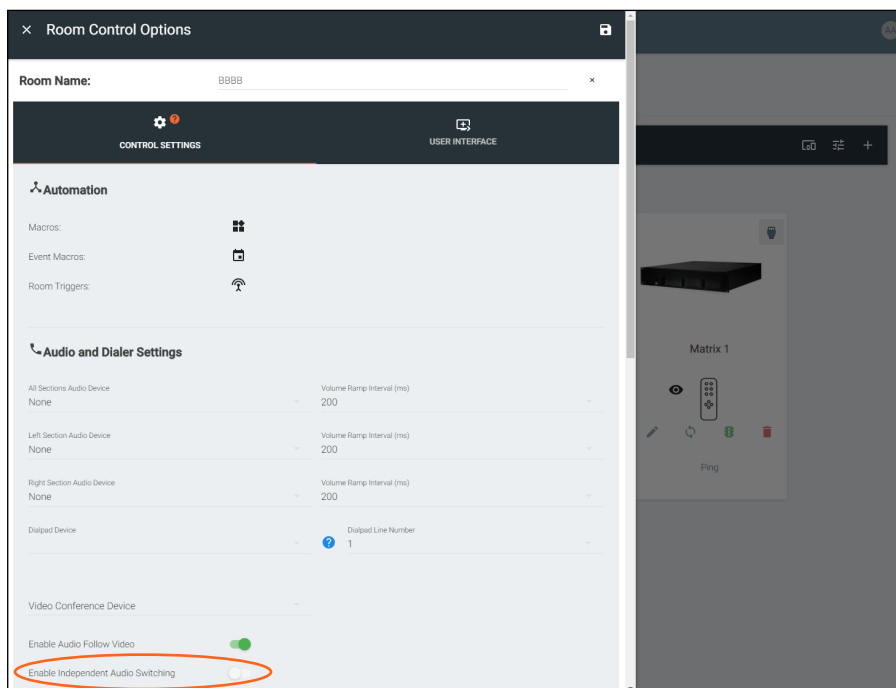 × Room Control Options
AA
Room Name: BBBB ×
? 
CONTROL SETTINGS
USER INTERFACE
+
Automation
Macros:
Event Macros:
Room Triggers:
Audio and Dialer Settings
All Sections Audio Device
None
Volume Ramp Interval (ms)
200
Left Section Audio Device
None
Volume Ramp Interval (ms)
200
Right Section Audio Device
None
Volume Ramp Interval (ms)
200
Dialpad Device
?
Dialpad Line Number
1
Video Conference Device
Enable Audio Follow Video
Enable Independent Audio Switching
Matrix 1
Ping